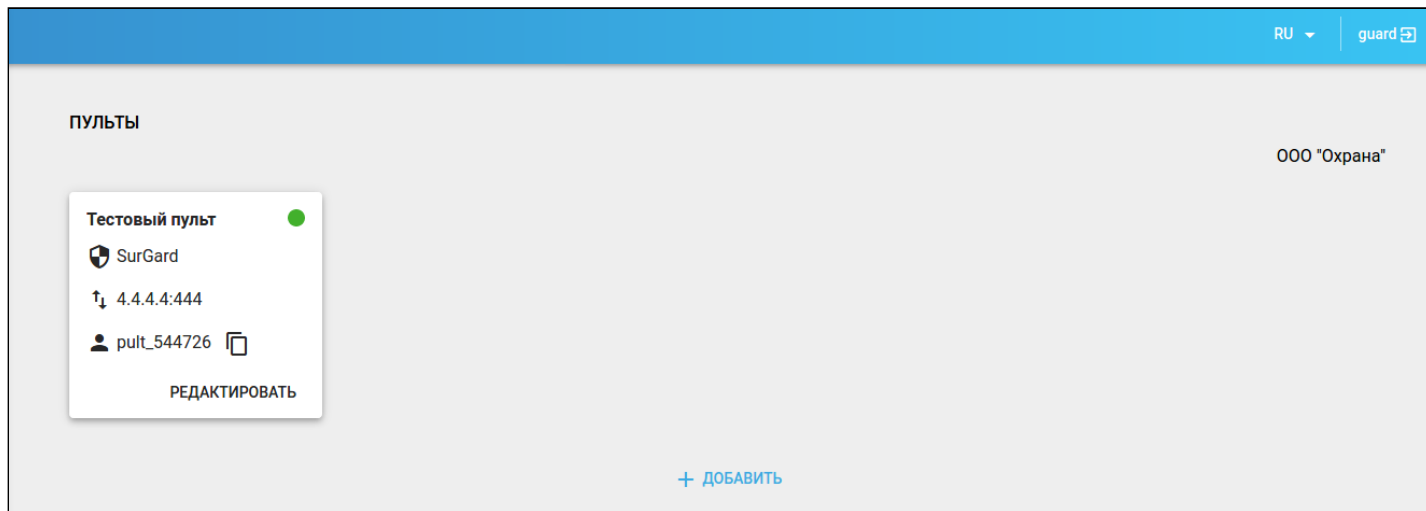 RU guard
ПУЛЬТЫ
ООО "Охрана"
Тестовый пульт
SurGard
4.4.4.4:444
pult_544726
РЕДАКТИРОВАТЬ
+ ДОБАВИТЬ